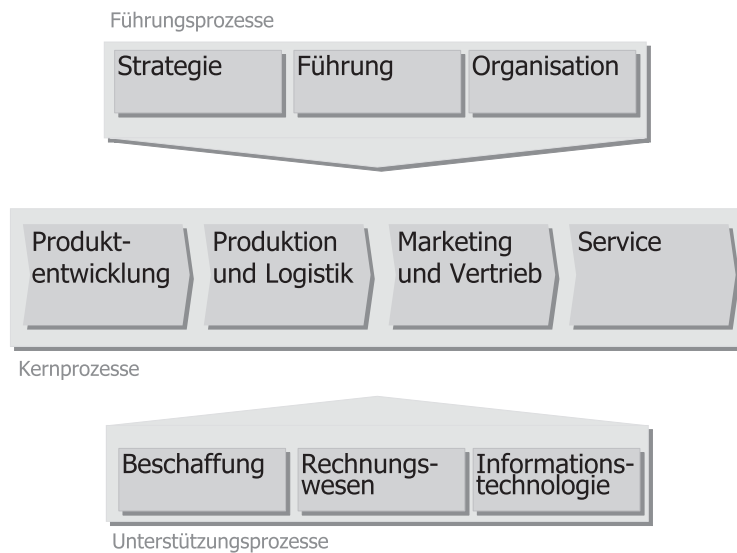 Führungsprozesse
Strategie
Führung
Organisation
Produkt-
entwicklung
Produktion
und Logistik
Marketing
und Vertrieb
Service
Kernprozesse
Beschaffung
Rechnungs-
wesen
Informations-
technologie
Unterstützungsprozesse